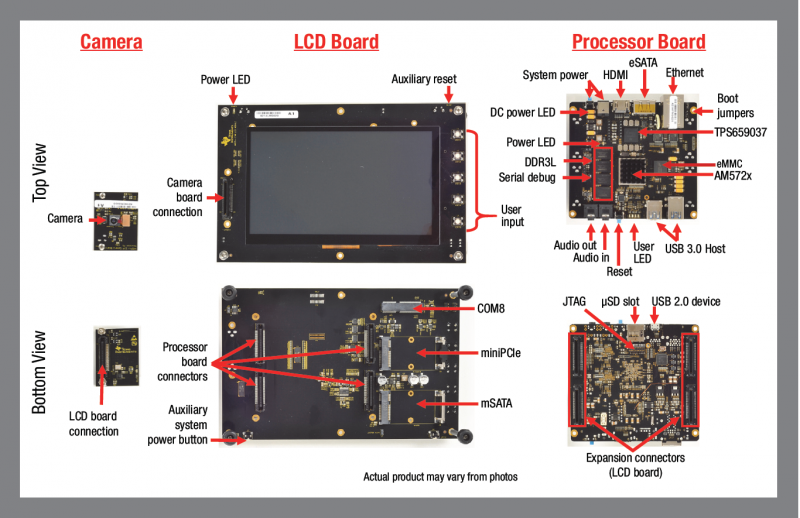 Camera
LCD Board
Processor Board
Top View
Power LED
Auxiliary reset
Camera
board
connection
User
input
Camera
System power
HDMI
eSATA
Ethernet
DC power LED
Boot
jumpers
TPS659037
Power LED
DDR3L
Serial debug
eMMC
AM572x
Audio out
Audio in
Reset
User
LED
USB 3.0 Host
Bottom View
LCD board
connection
Processor
board
connectors
Auxiliary
system
power button
COM8
miniPCIe
mSATA
JTAG
µSD slot
USB 2.0 device
Expansion connectors
(LCD board)
Actual product may vary from photos